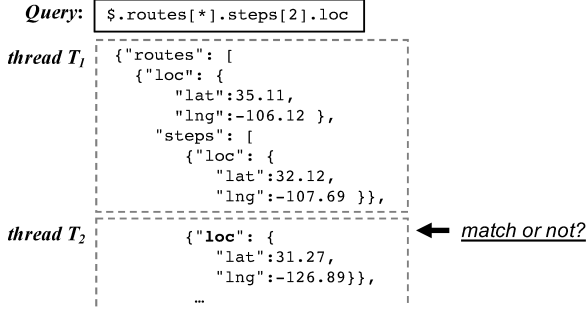 Query: $.routes[*].steps[2].loc
thread T1 {"routes": [
{"loc": {
"lat":35.11,
"lng":-106.12 },
"steps": [
{"loc": {
"lat":32.12,
"lng":-107.69 }},
thread T2 {"loc": { match or not?
"lat":31.27,
"lng":-126.89}},
…